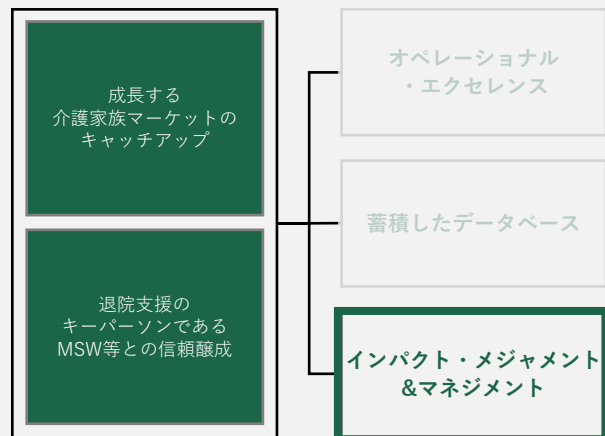 成長する
介護家族マーケットの
キャッチアップ
退院支援の
キーパーソンである
MSW等との信頼醸成
オペレーショナル
・エクセレンス
蓄積したデータベース
インパクト・メジャメント
&マネジメント